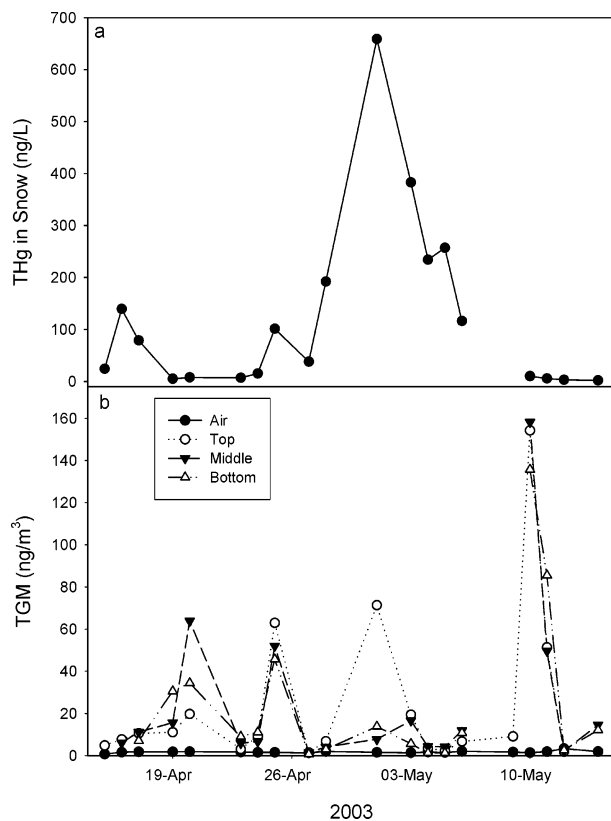 700
a
600
500
400
300
200
100
0
THg in Snow (ng/L)
b
160
140
120
100
80
60
40
20
0
TGM (ng/m³)
Air
Top
Middle
Bottom
19-Apr 26-Apr 03-May 10-May
2003